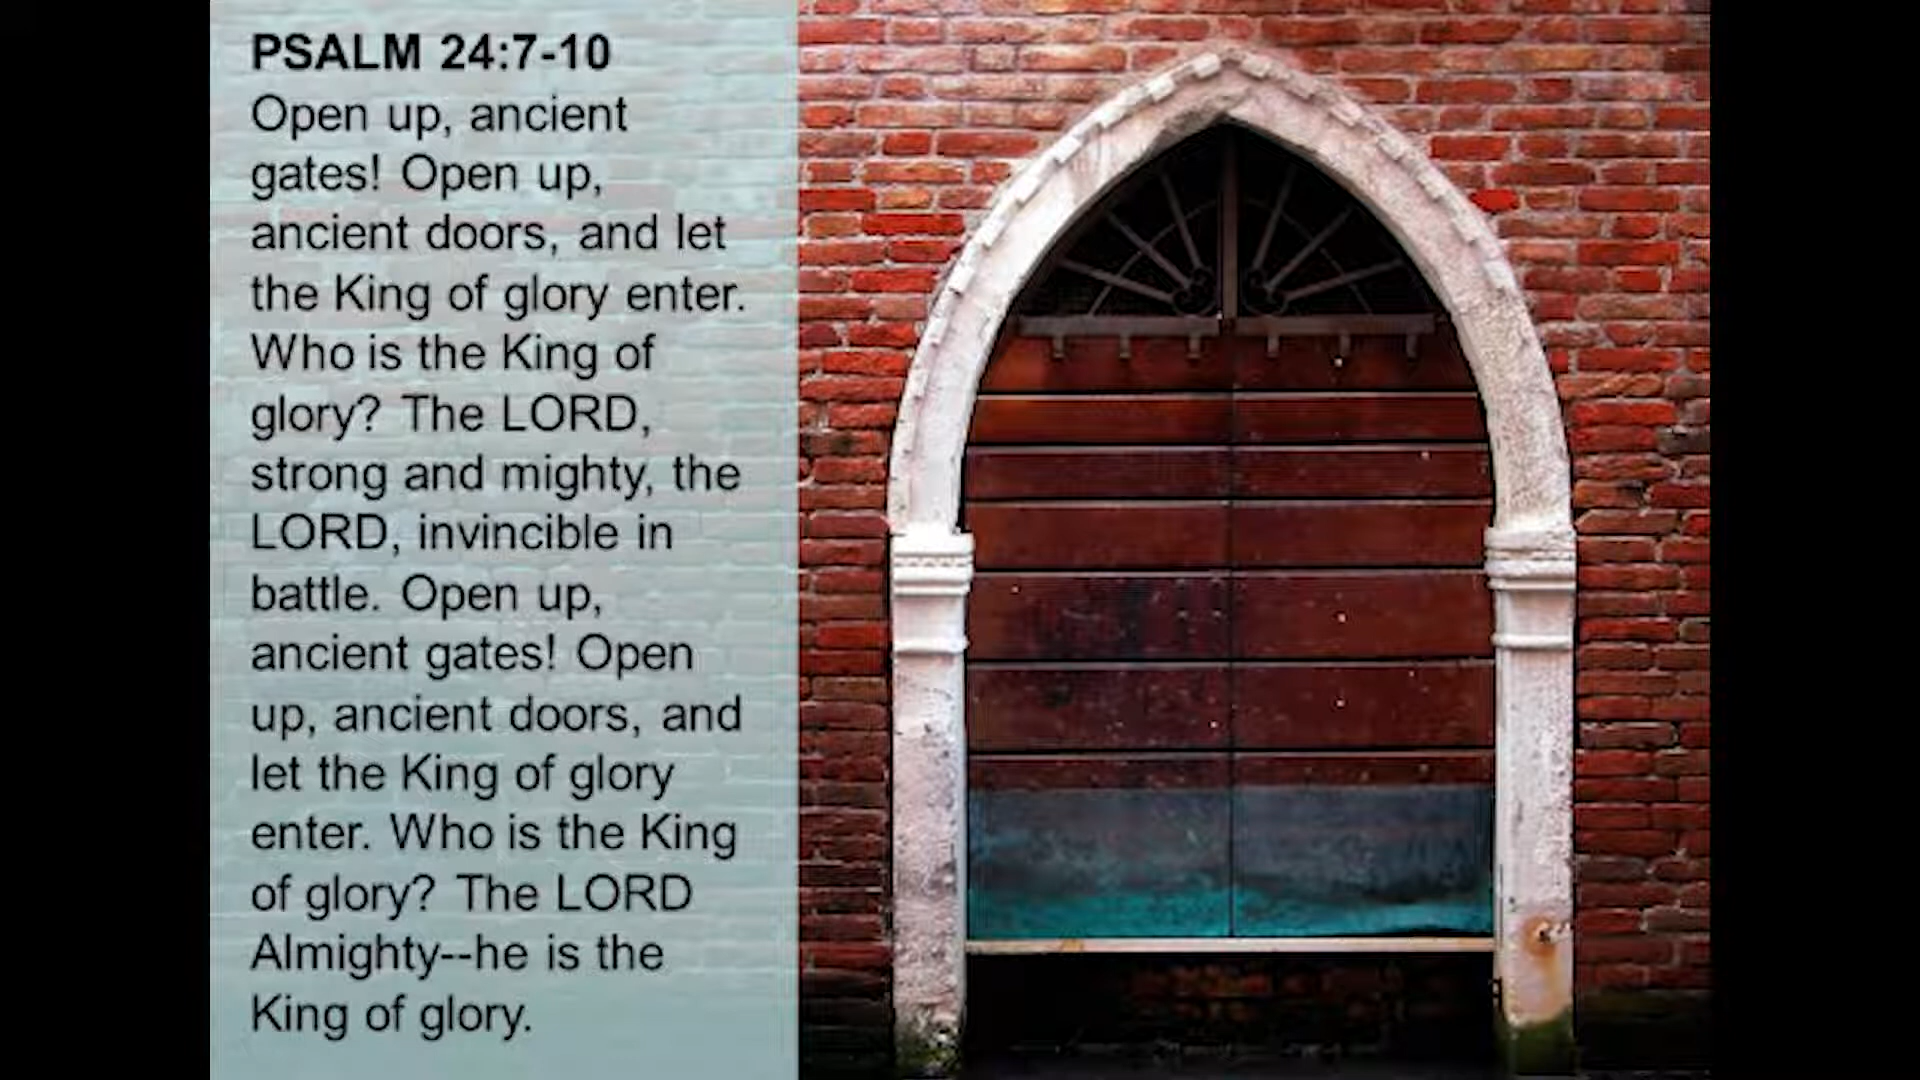 PSALM 24:7-10
Open up, ancient
gates! Open up,
ancient doors, and let
the King of glory enter.
Who is the King of
glory? The LORD,
strong and mighty, the
LORD, invincible in
battle. Open up,
ancient gates! Open
up, ancient doors, and
let the King of glory
enter. Who is the King
of glory? The LORD
Almighty--he is the
King of glory.